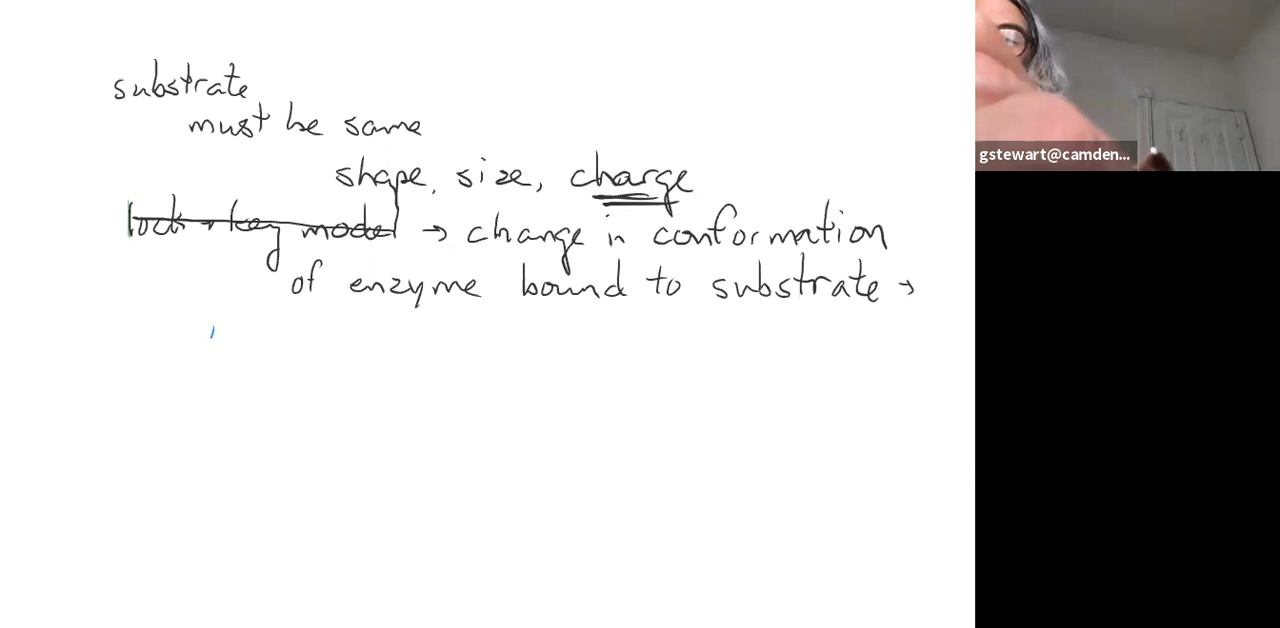 substrate
must be same
shape, size, charge
lock + key model → change in conformation
of enzyme bound to substrate →
gstewart@camden...